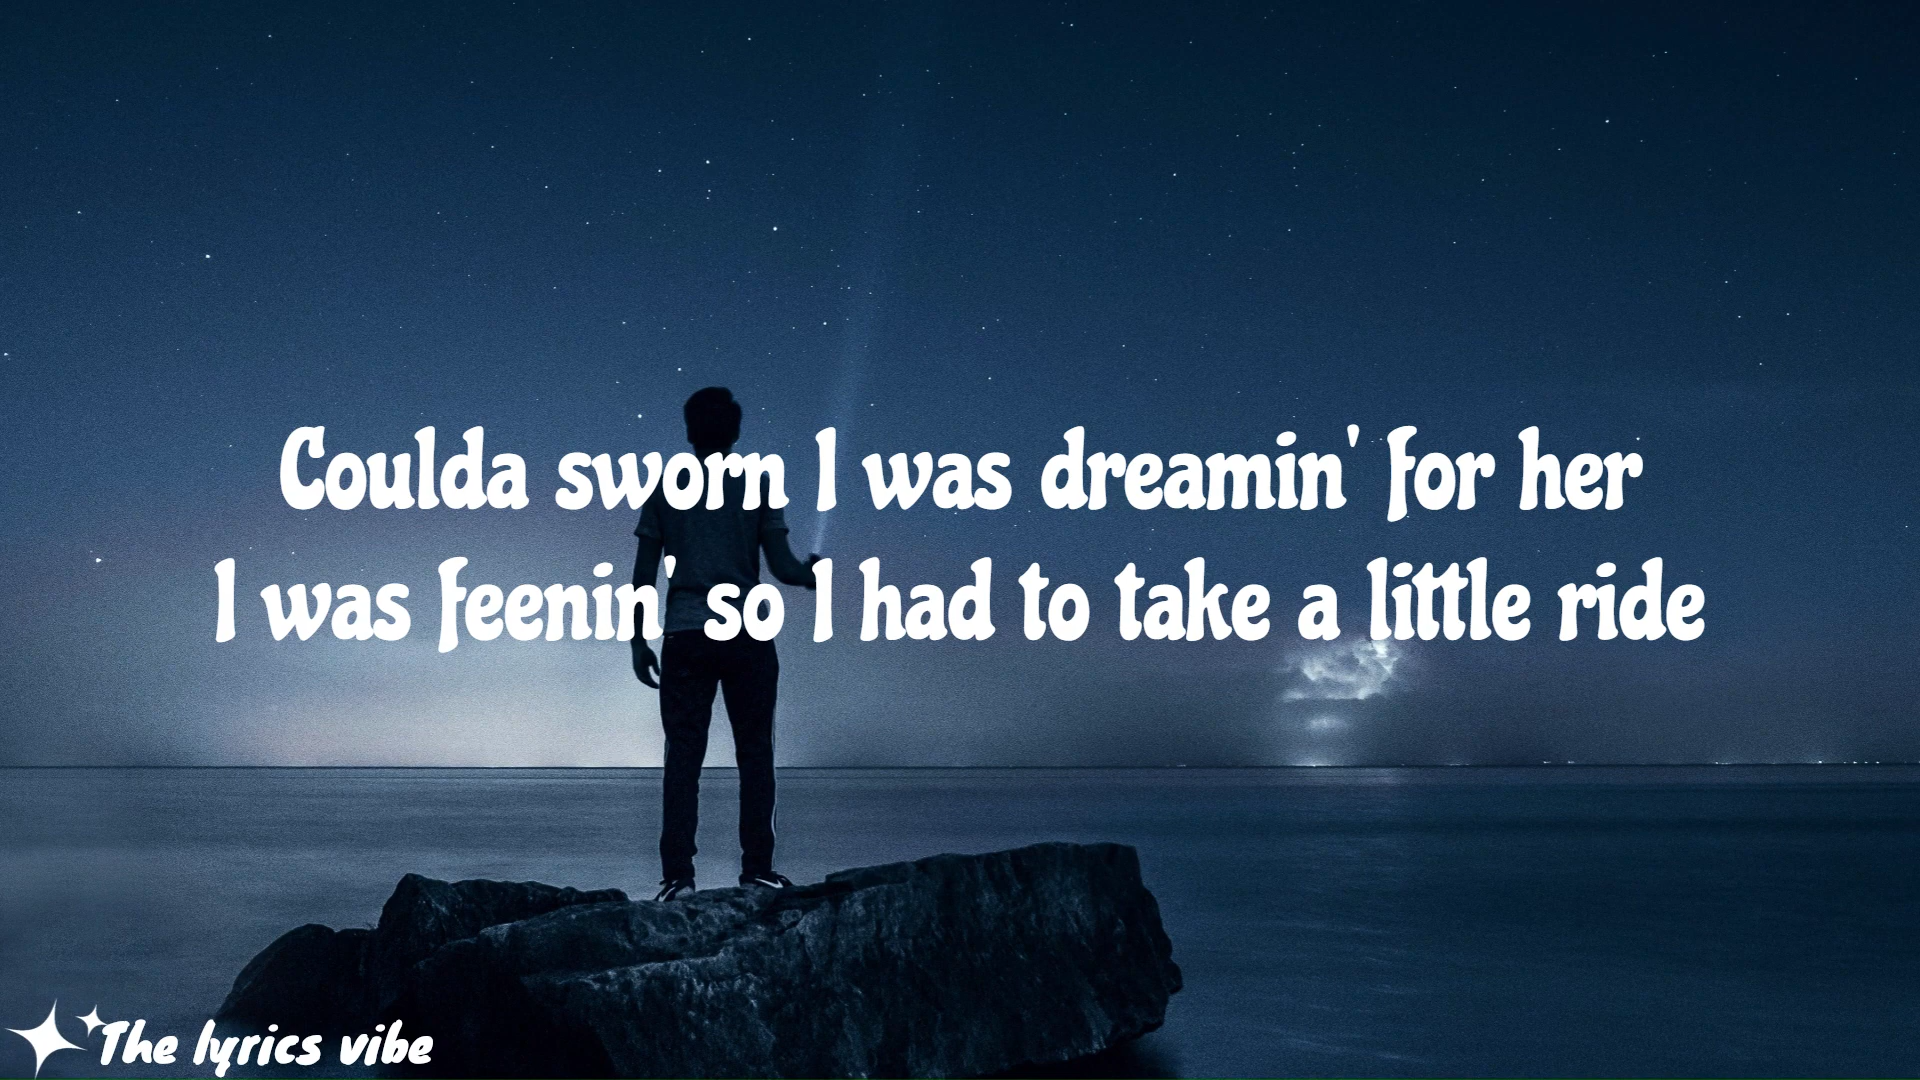 Coulda sworn I was dreamin' for her
I was feenin' so I had to take a little ride
The lyrics vibe